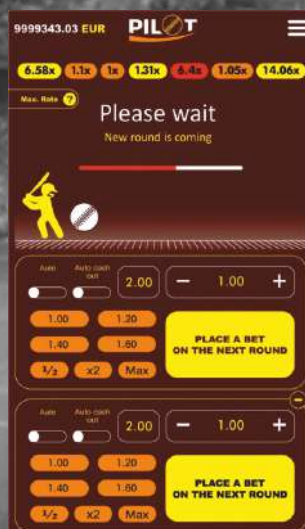 9999343.03 EUR PILOT
6.58x 1.1x 1x 1.31x 6.4x 1.05x 14.06x
Max. Rate ?
Please wait
New round is coming
Auto Auto cash out 2.00 − 1.00 +
1.00 1.20
1.40 1.60
½ x2 Max
PLACE A BET
ON THE NEXT ROUND
Auto Auto cash out 2.00 − 1.00 +
1.00 1.20
1.40 1.60
½ x2 Max
PLACE A BET
ON THE NEXT ROUND